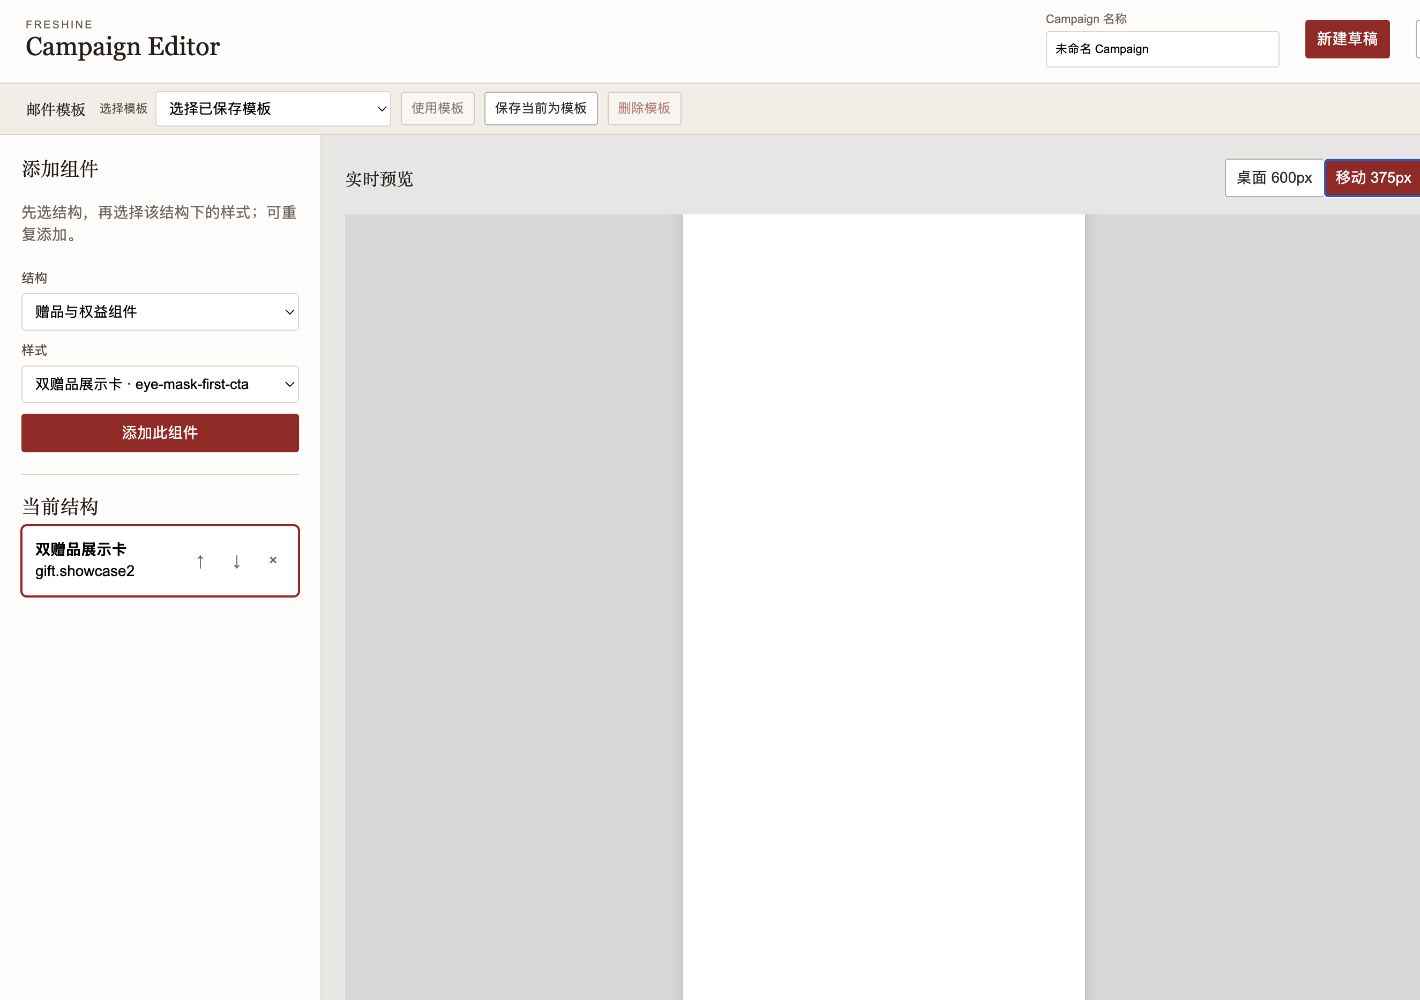 FRESHINE
Campaign Editor
Campaign 名称
未命名 Campaign
新建草稿
邮件模板
选择模板
选择已保存模板
使用模板
保存当前为模板
删除模板
添加组件
先选结构，再选择该结构下的样式；可重
复添加。
结构
赠品与权益组件
样式
双赠品展示卡 · eye-mask-first-cta
添加此组件
当前结构
双赠品展示卡
gift.showcase2
↑ ↓ ×
实时预览
桌面 600px
移动 375px